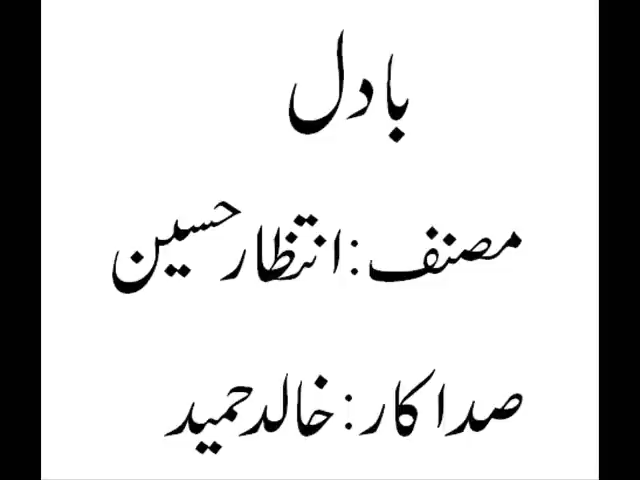 بادل
مصنف: انتظار حسین
صداکار: خالد حمید